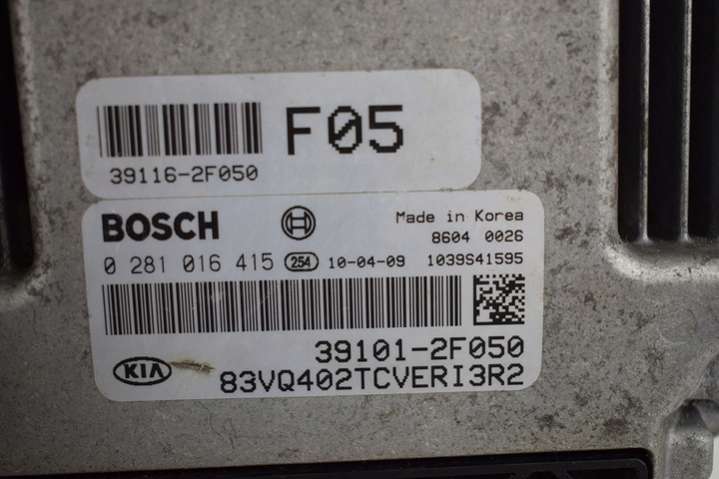 F05
39116-2F050
BOSCH
Made in Korea
8604 0026
0 281 016 415 254 10-04-09 1039S41595
39101-2F050
KIA
83VQ402TCVERI3R2